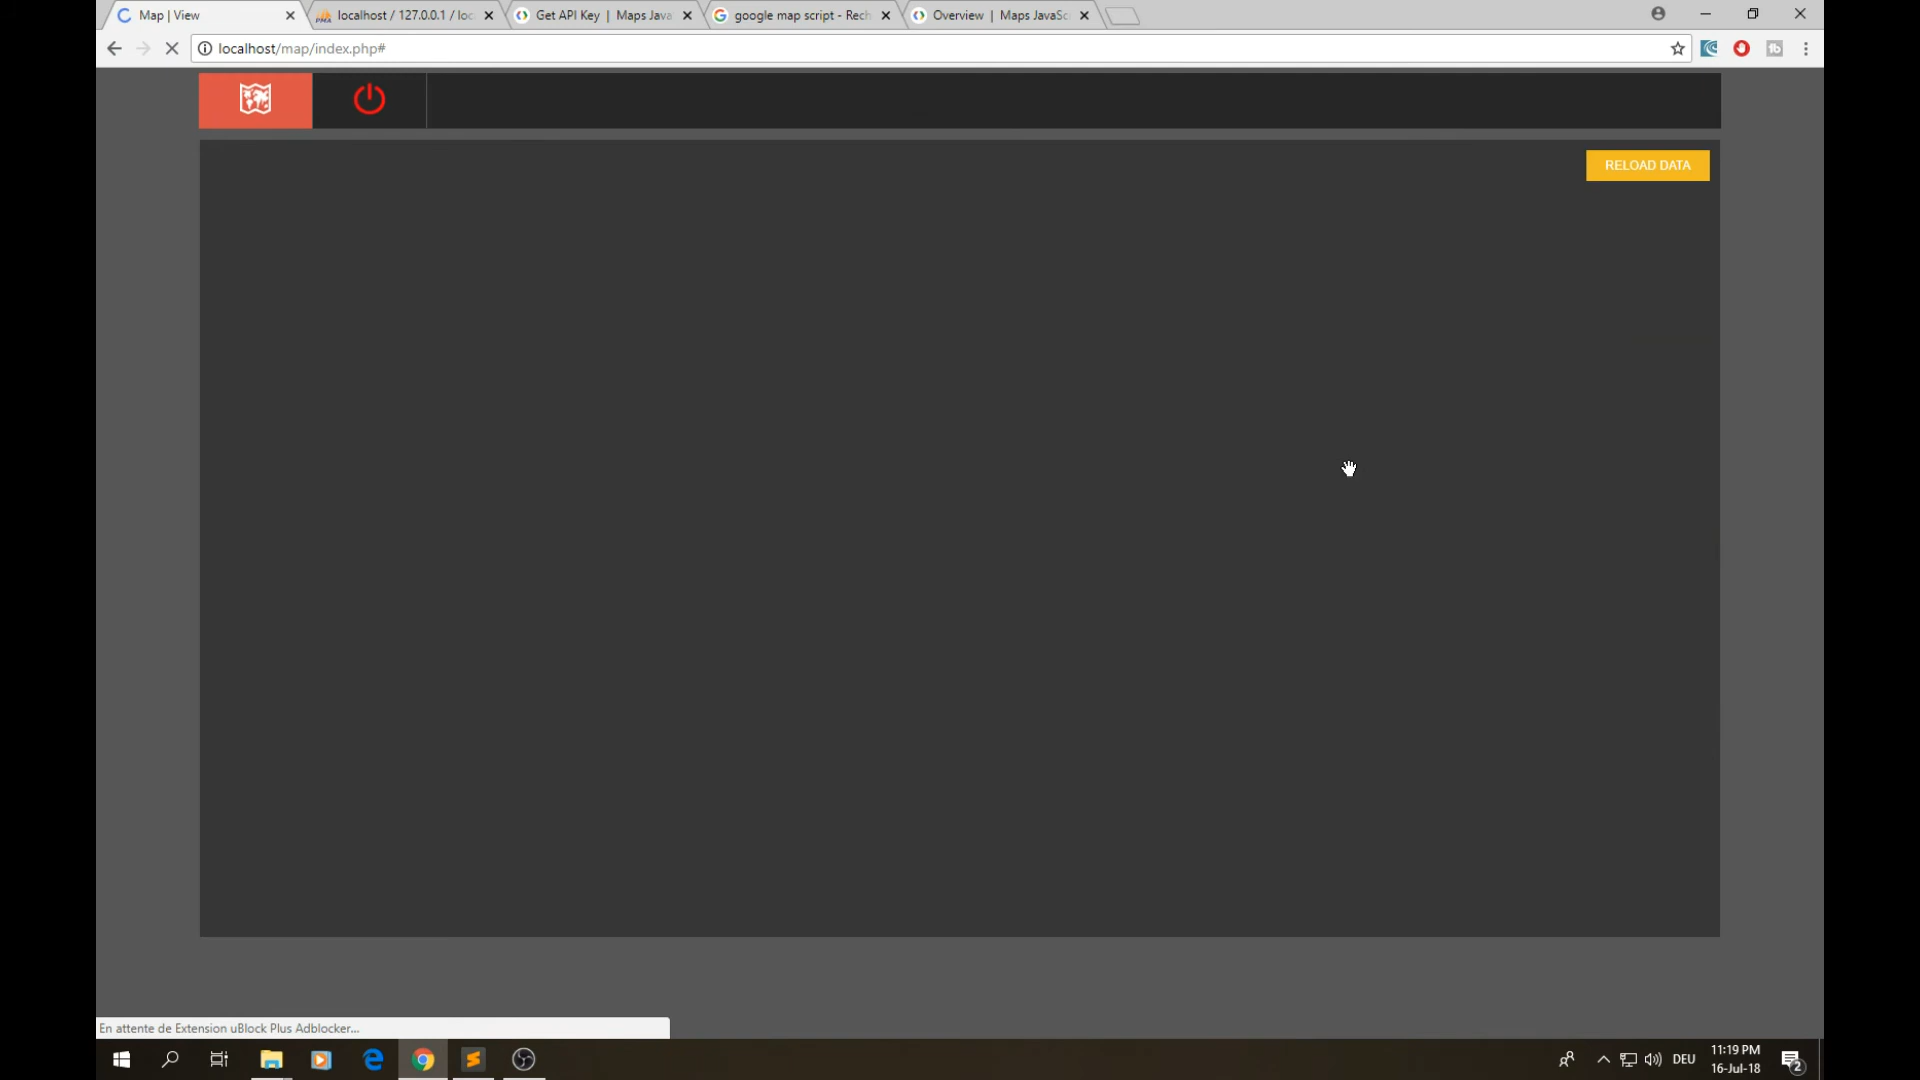 Map | View
localhost / 127.0.0.1 / loc
Get API Key | Maps Java
google map script - Rech
Overview | Maps JavaSc
localhost/map/index.php#
RELOAD DATA
En attente de Extension uBlock Plus Adblocker...
DEU
11:19 PM
16-Jul-18
2